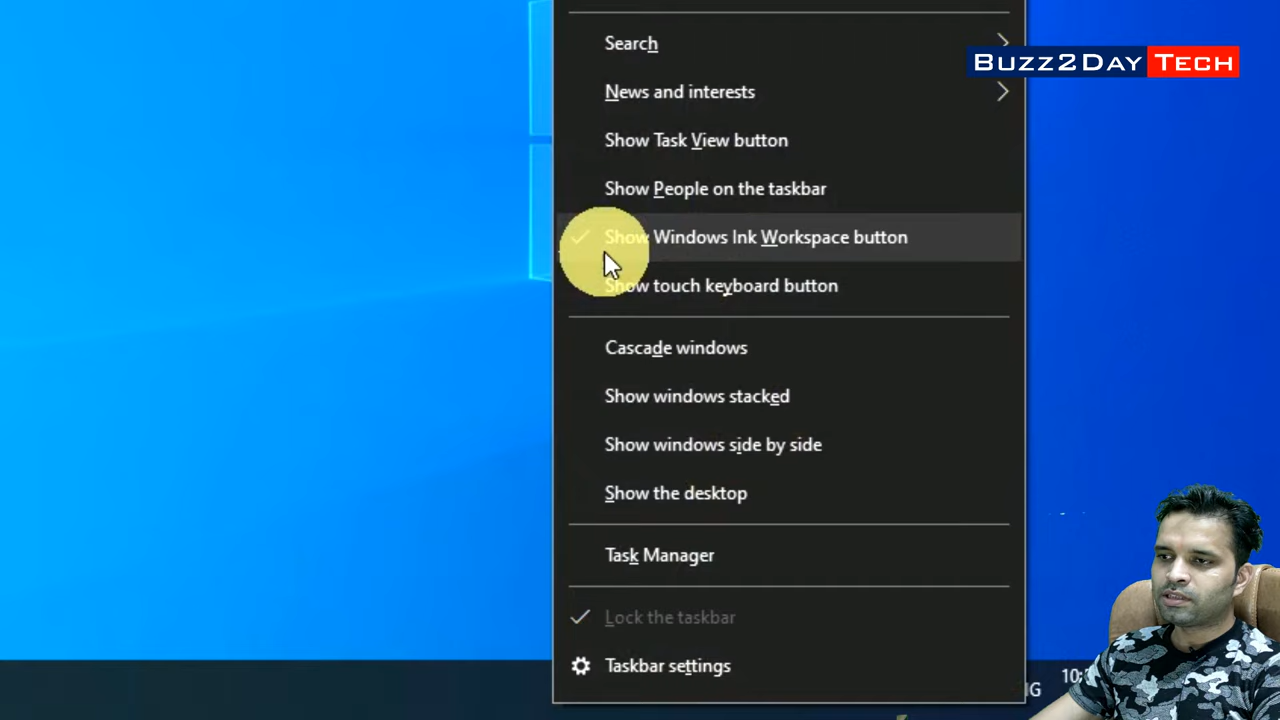 Search
Buzz2Day Tech
News and interests
Show Task View button
Show People on the taskbar
Show Windows Ink Workspace button
Show touch keyboard button
Cascade windows
Show windows stacked
Show windows side by side
Show the desktop
Task Manager
Lock the taskbar
Taskbar settings